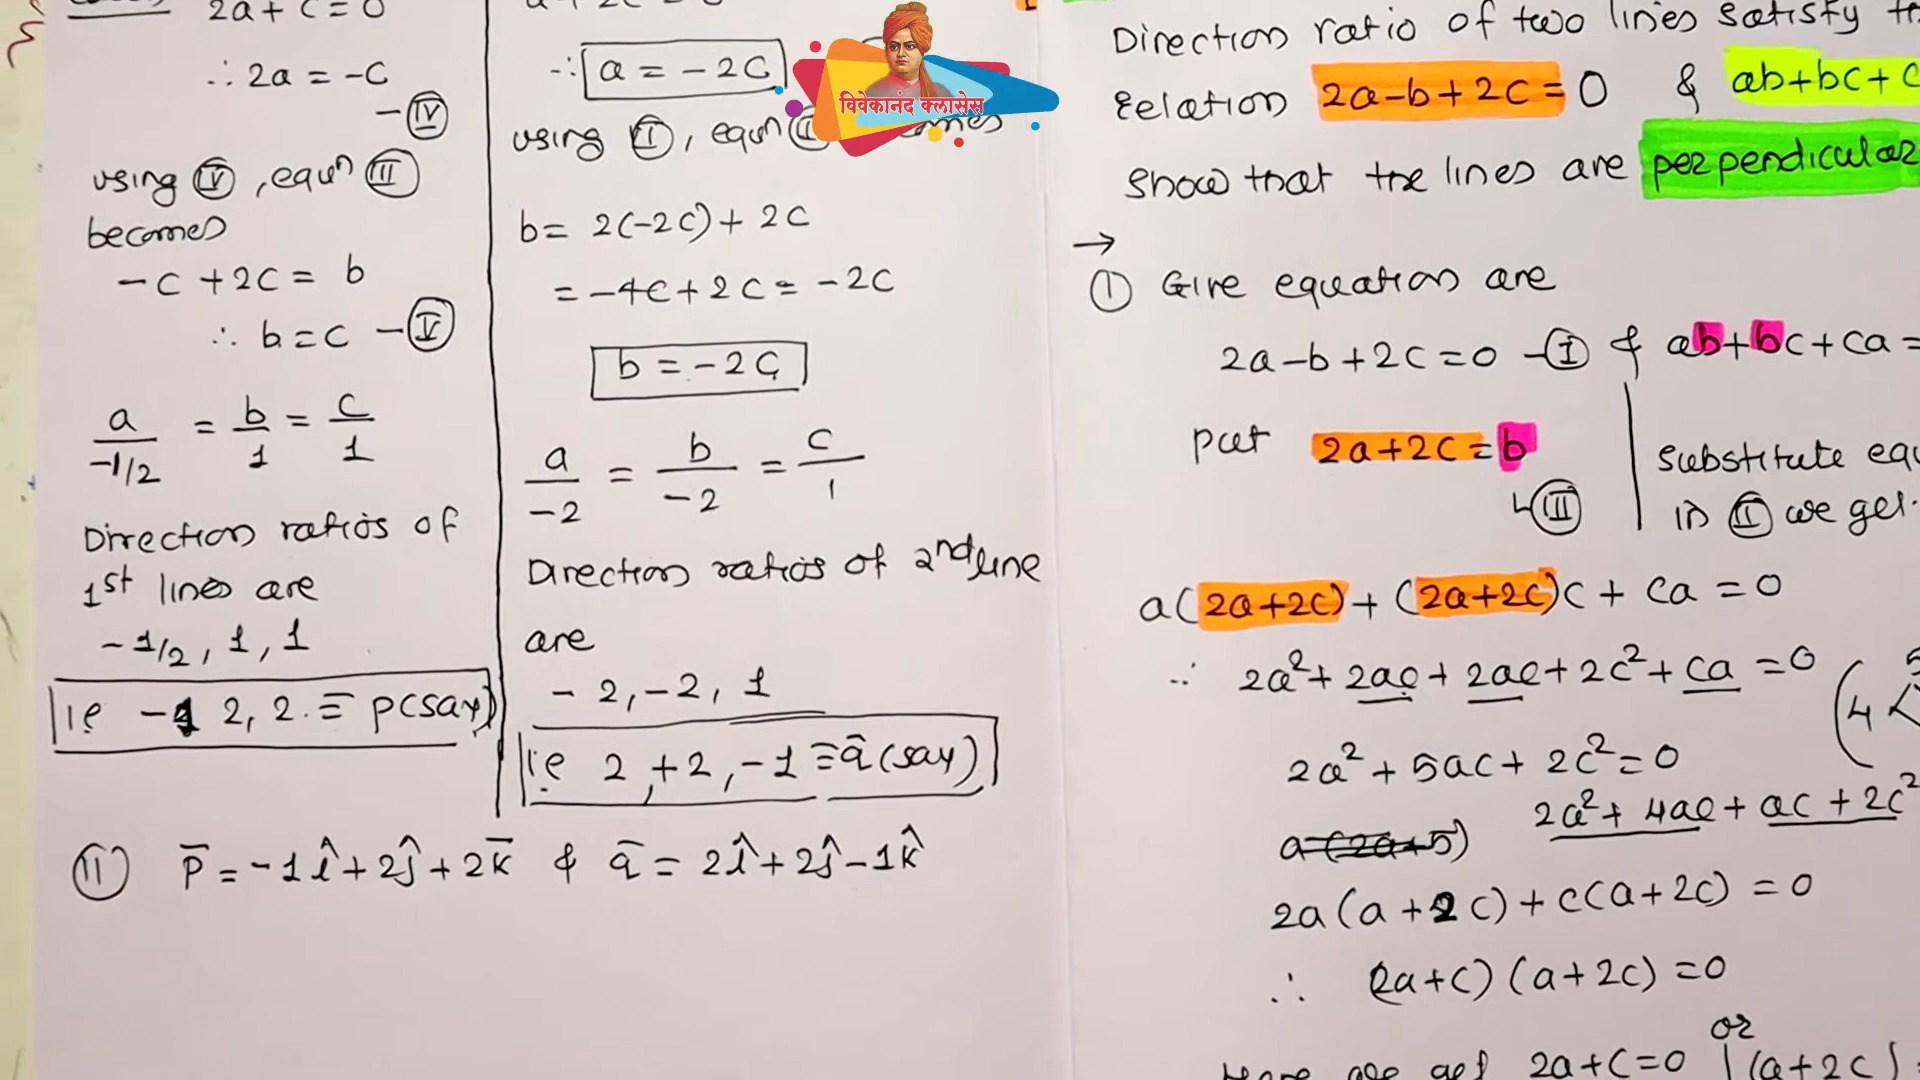 2a + c = 0
∴ 2a = -c
- IV
using IV, equⁿ III
becomes
-c + 2c = b
∴ b = c - V
a/-1/2 = b/1 = c/1
Direction ratios of
1st lines are
-1/2, 1, 1
ie -1 2, 2. ≡ p(say)
∴ a = -2c
using I, equn
b = 2(-2c) + 2c
= -4c + 2c = -2c
b = -2c
a/-2 = b/-2 = c/1
Direction ratios of 2nd line
are
-2, -2, 1
ie 2, +2, -1 ≡ q̄ (say)
II p̄ = -1î + 2ĵ + 2k̄ & q̄ = 2î + 2ĵ - 1k̂
विवेकानंद क्लासेस
Direction ratio of two lines satisfy
relation 2a-b+2c=0 & ab+bc+c
show that the lines are perpendicular
→
① Give equation are
2a-b+2c=0 - I & ab+bc+ca =
put 2a+2c = b
↳ III
substitute equ
in II we get.
a(2a+2c) + (2a+2c)c + ca = 0
∴ 2a² + 2ac + 2ac + 2c² + ca = 0
2a² + 5ac + 2c² = 0
2a² + 4ac + ac + 2c²
a(2a+5)
2a(a+2c) + c(a+2c) = 0
∴ (2a+c)(a+2c) = 0
or
2a+c=0 | (a+2c)